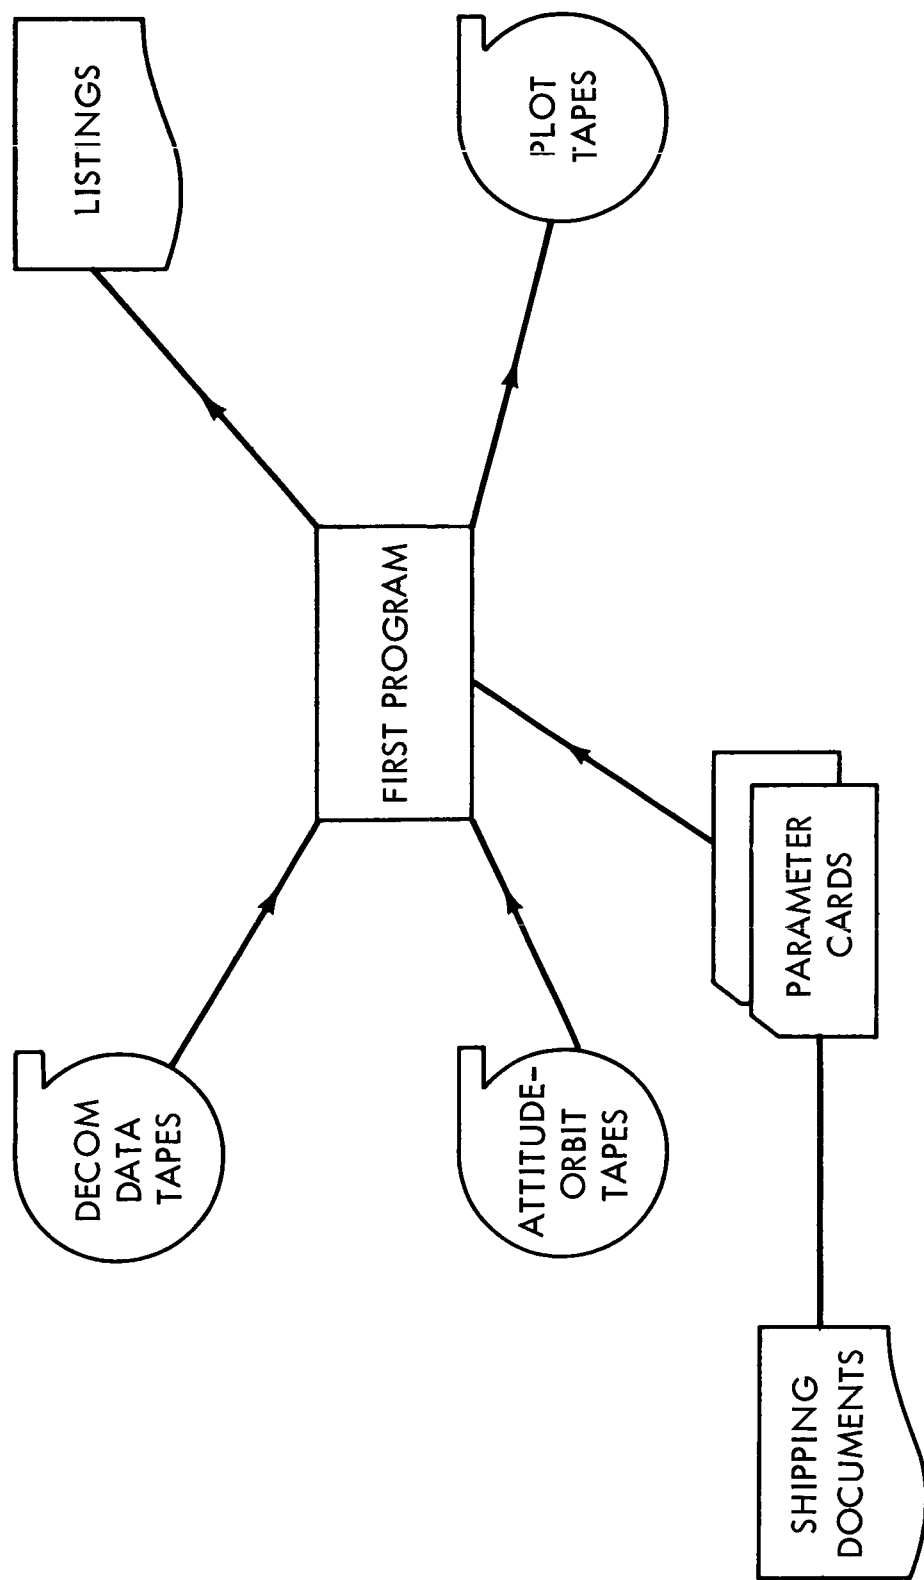 DECOM
DATA
TAPES
ATTITUDE-
ORBIT
TAPES
SHIPPING
DOCUMENTS
PARAMETER
CARDS
FIRST PROGRAM
LISTINGS
PLOT
TAPES